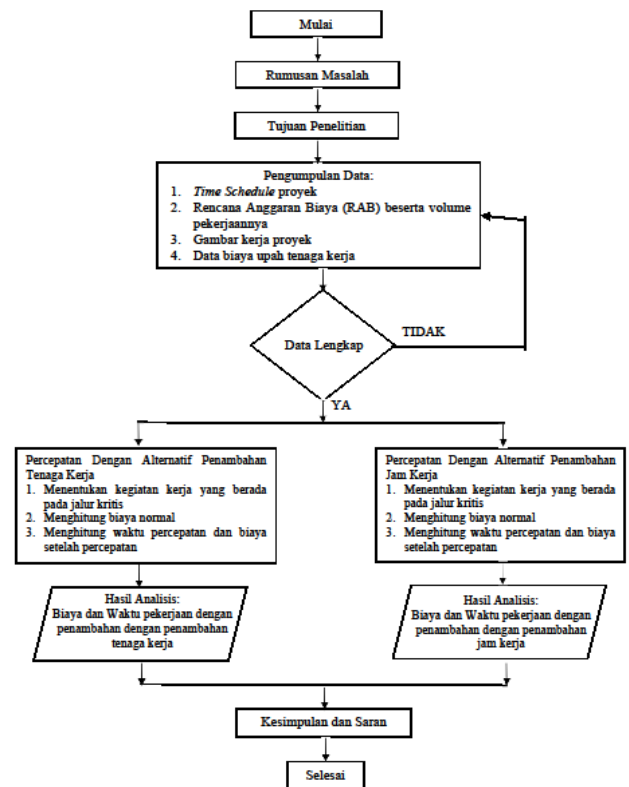 Mulai
Rumusan Masalah
Tujuan Penelitian
Pengumpulan Data:
1. Time Schedule proyek
2. Rencana Anggaran Biaya (RAB) beserta volume
pekerjaannya
3. Gambar kerja proyek
4. Data biaya upah tenaga kerja
Data Lengkap
TIDAK
YA
Percepatan Dengan Alternatif Penambahan
Tenaga Kerja
1. Menentukan kegiatan kerja yang berada
pada jalur kritis
2. Menghitung biaya normal
3. Menghitung waktu percepatan dan biaya
setelah percepatan
Percepatan Dengan Alternatif Penambahan
Jam Kerja
1. Menentukan kegiatan kerja yang berada
pada jalur kritis
2. Menghitung biaya normal
3. Menghitung waktu percepatan dan biaya
setelah percepatan
Hasil Analisis:
Biaya dan Waktu pekerjaan dengan
penambahan dengan penambahan
tenaga kerja
Hasil Analisis:
Biaya dan Waktu pekerjaan dengan
penambahan dengan penambahan
jam kerja
Kesimpulan dan Saran
Selesai